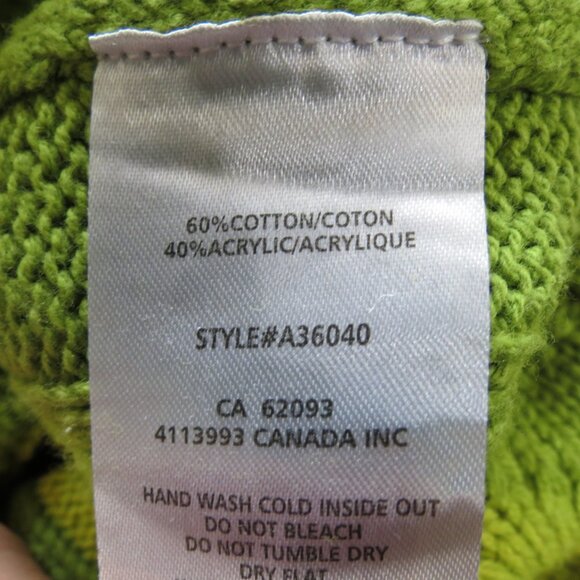 60%COTTON/COTON
40%ACRYLIC/ACRYLIQUE
STYLE#A36040
CA 62093
4113993 CANADA INC
HAND WASH COLD INSIDE OUT
DO NOT BLEACH
DO NOT TUMBLE DRY
DRY FLAT